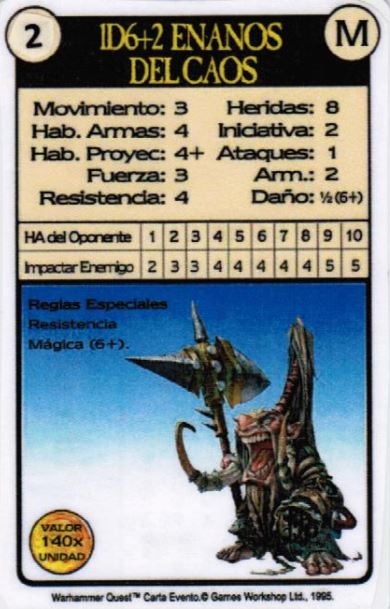 2
1D6+2 ENANOS
DEL CAOS
M
Movimiento: 3 Heridas: 8
Hab. Armas: 4 Iniciativa: 2
Hab. Proyec: 4+ Ataques: 1
Fuerza: 3 Arm.: 2
Resistencia: 4 Daño: ½ (6+)
HA del Oponente 1 2 3 4 5 6 7 8 9 10
Impactar Enemigo 2 3 3 4 4 4 4 4 5 5
Reglas Especiales
Resistencia
Mágica (6+).
VALOR
140x
UNIDAD
Warhammer Quest™ Carta Evento.© Games Workshop Ltd., 1995.